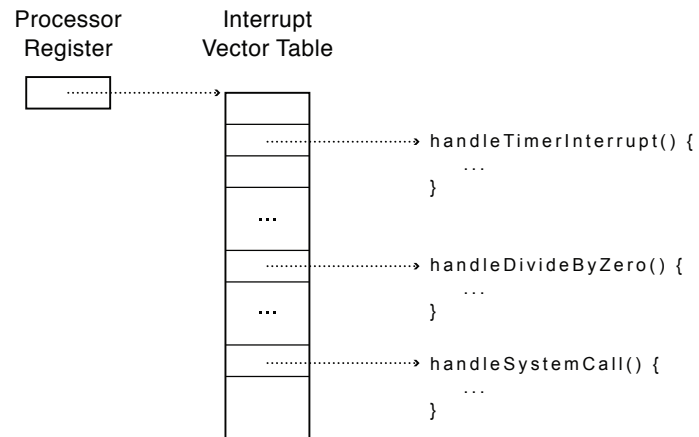 Processor
Register
Interrupt
Vector Table
handleTimerInterrupt() {
...
}
...
handleDivideByZero() {
...
}
...
handleSystemCall() {
...
}